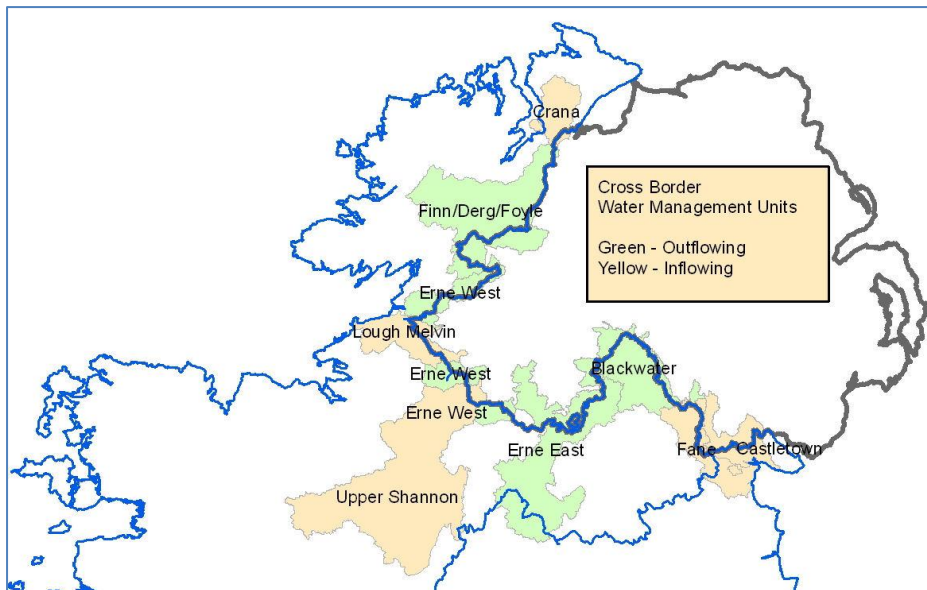 Crana
Cross Border
Water Management Units
Green - Outflowing
Yellow - Inflowing
Finn/Derg/Foyle
Erne West
Lough Melvin
Erne West
Blackwater
Erne West
Erne East
Fane
Castletown
Upper Shannon